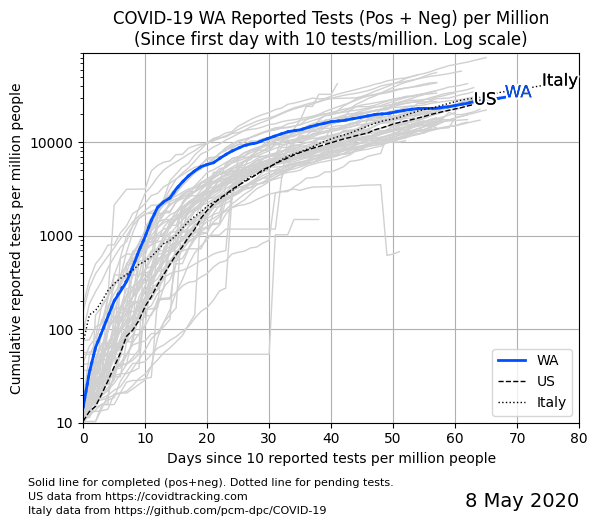 COVID-19 WA Reported Tests (Pos + Neg) per Million
(Since first day with 10 tests/million. Log scale)
Cumulative reported tests per million people
10000
1000
100
10
Italy
WA
US
WA
US
Italy
0 10 20 30 40 50 60 70 80
Days since 10 reported tests per million people
Solid line for completed (pos+neg). Dotted line for pending tests.
US data from https://covidtracking.com
Italy data from https://github.com/pcm-dpc/COVID-19
8 May 2020